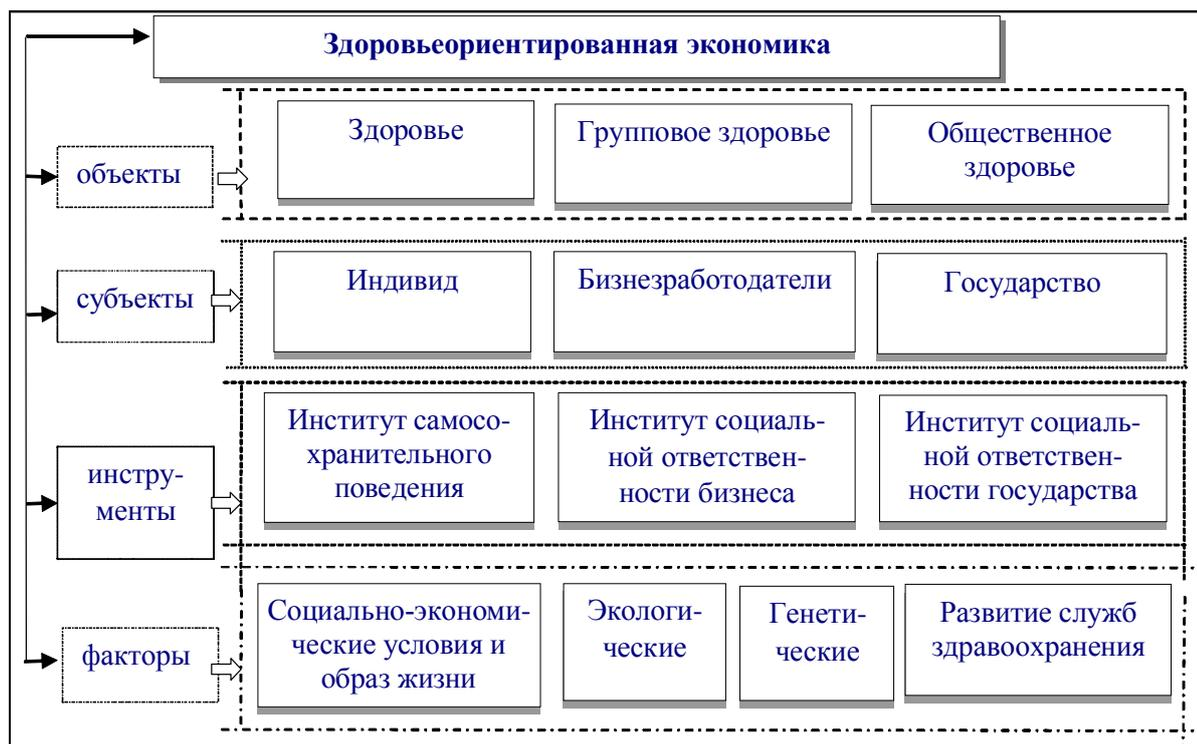 Здоровьеориентированная экономика
объекты
Здоровье
Групповое здоровье
Общественное
здоровье
субъекты
Индивид
Бизнезработодатели
Государство
инстру-
менты
Институт самосо-
хранительного
поведения
Институт социаль-
ной ответствен-
ности бизнеса
Институт социаль-
ной ответствен-
ности государства
факторы
Социально-экономи-
ческие условия и
образ жизни
Экологи-
ческие
Генети-
ческие
Развитие служб
здравоохранения